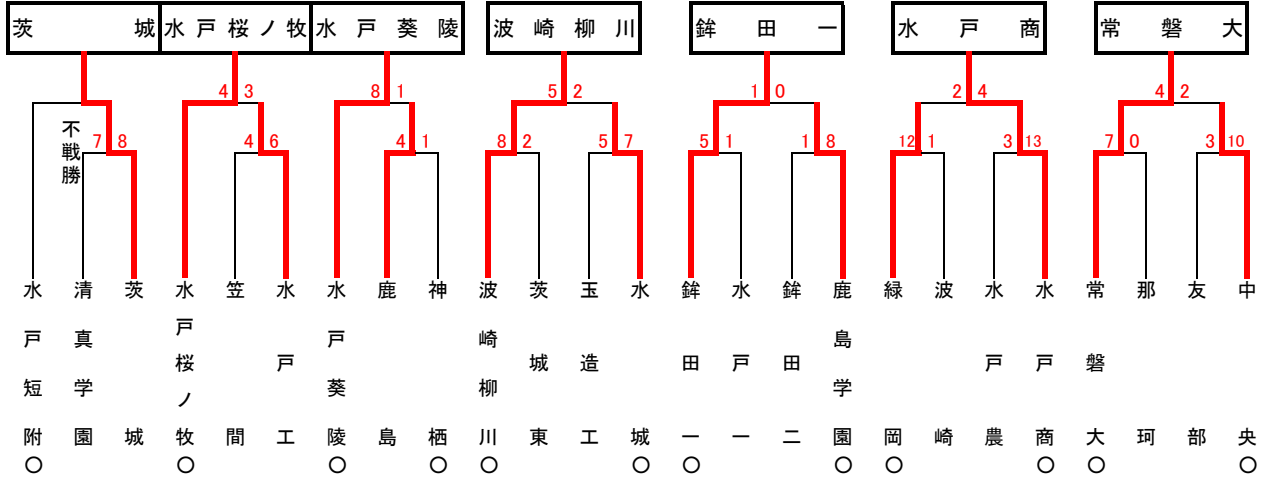 茨城 水戸桜ノ牧 水戸葵陵 波崎柳川 鉾田一 水戸商 常磐大
4 3 8 1 5 2 1 0 2 4 4 2
不戦勝
7 8 4 6 4 1 8 2 5 7 5 1 1 8 12 1 3 13 7 0 3 10
水戸短附
清真学園
茨城
水戸桜ノ牧
笠間
水戸工
水戸葵陵
鹿島
神栖
波崎柳川
茨城東
玉造工
水城
鉾田一
水戸一
鉾田二
鹿島学園
緑岡
波崎
水戸農
水戸商
常磐大
那珂
友部
中央
○ ○ ○ ○ ○ ○ ○ ○ ○ ○ ○ ○